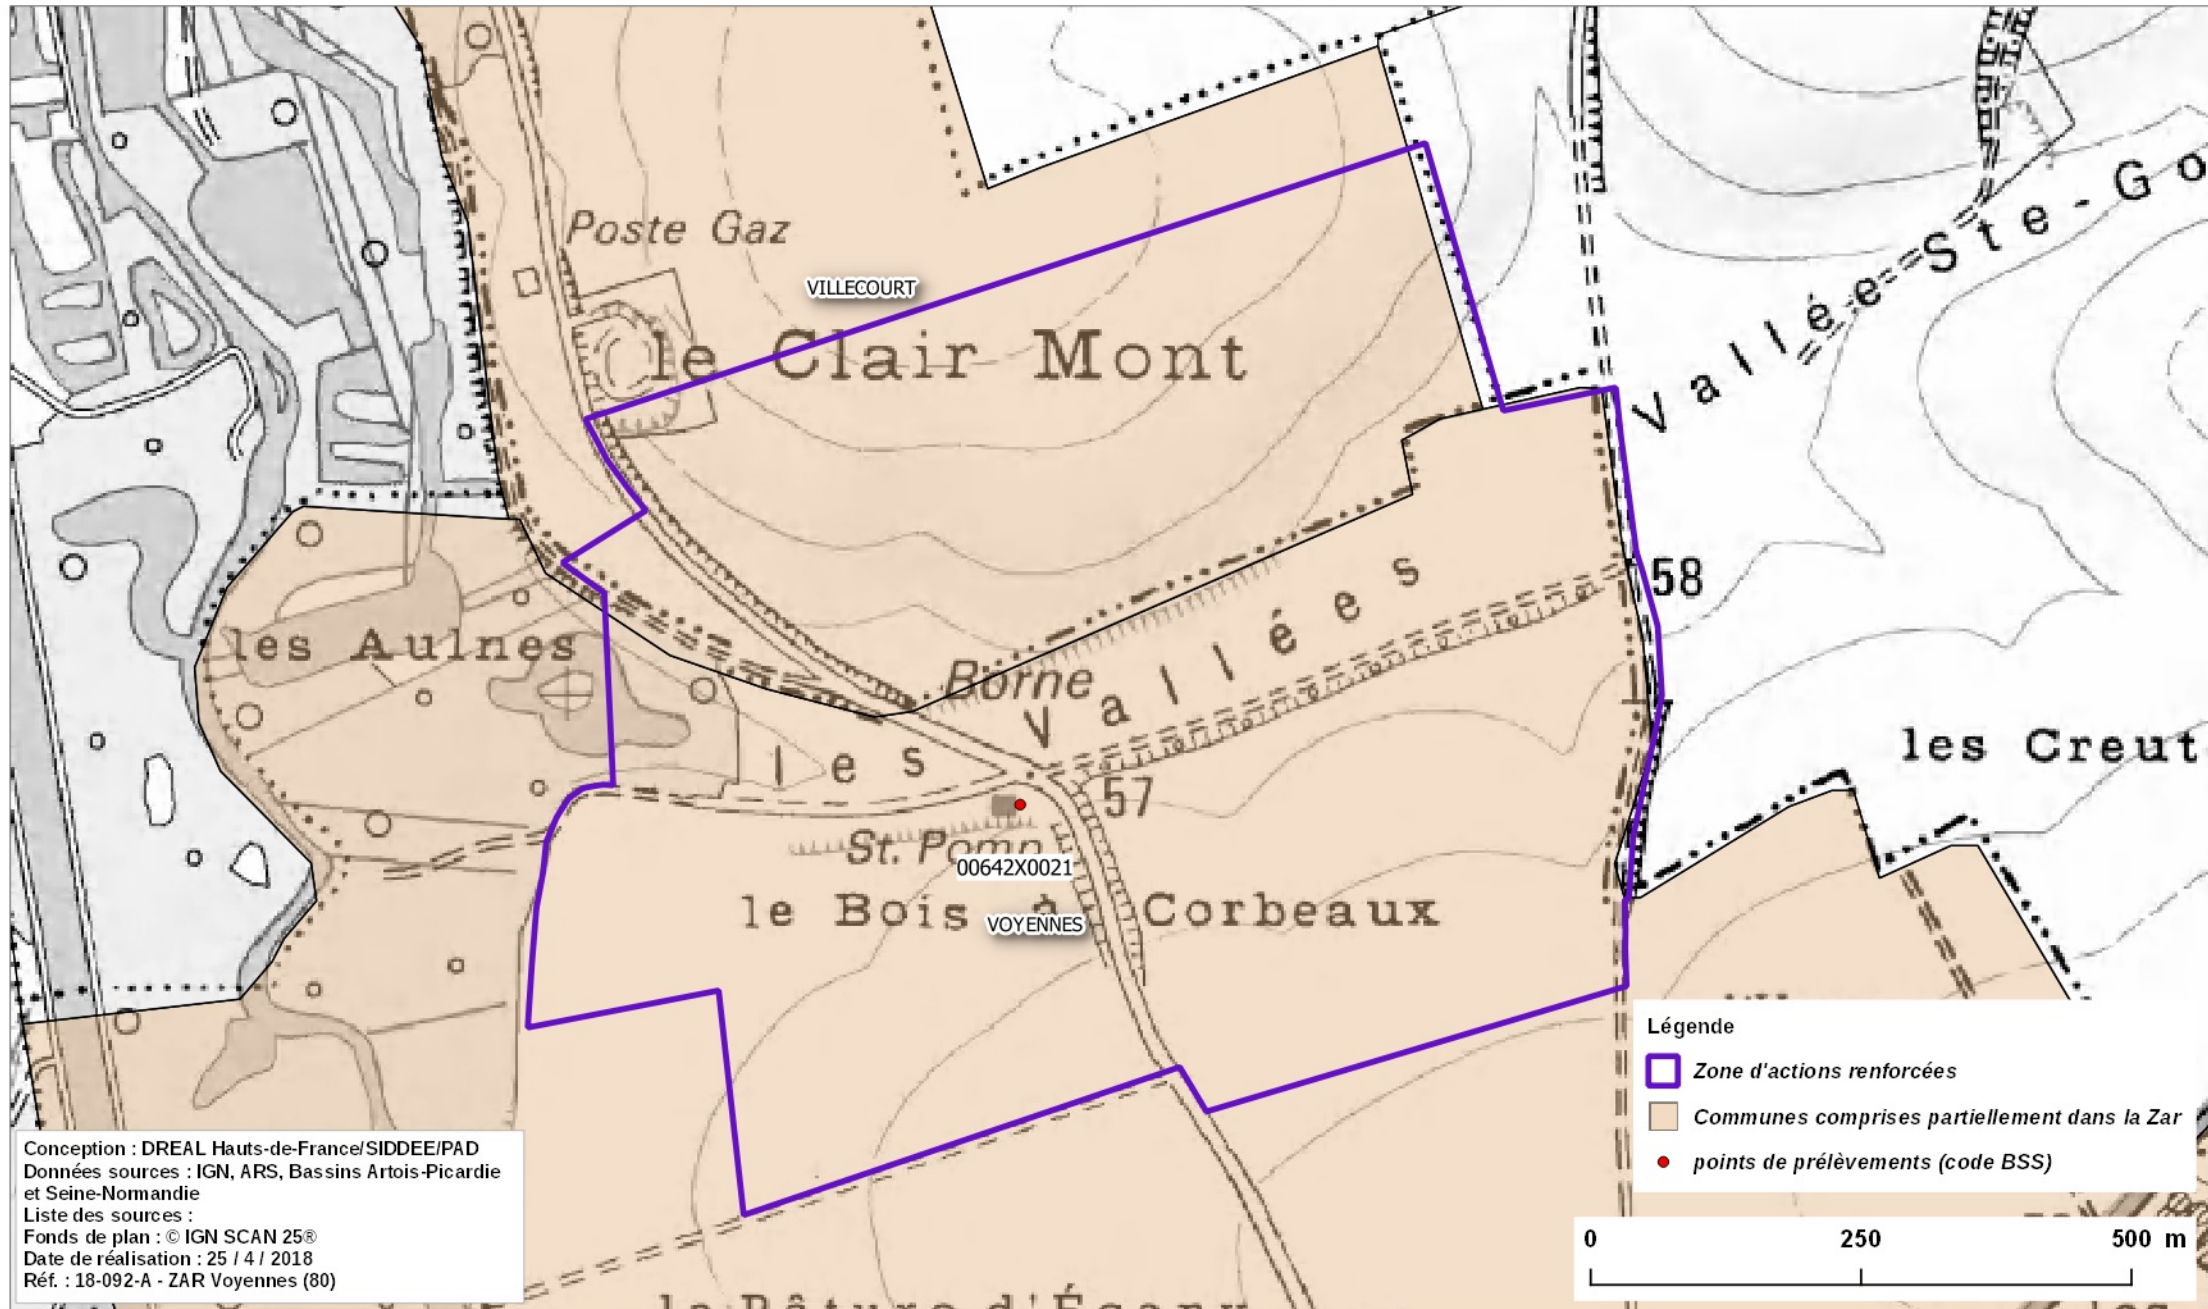 Poste Gaz
VILLECOURT
le Clair Mont
Vallée Ste-Go
58
les Aulnes
Borne
les Vallées
les Creut
57
St. Pomp
00642X0021
le Bois à Corbeaux
VOYENNES
Légende
Zone d'actions renforcées
Communes comprises partiellement dans la Zar
points de prélèvements (code BSS)
Conception : DREAL Hauts-de-France/SIDDEE/PAD
Données sources : IGN, ARS, Bassins Artois-Picardie
et Seine-Normandie
Liste des sources :
Fonds de plan : © IGN SCAN 25®
Date de réalisation : 25 / 4 / 2018
Réf. : 18-092-A - ZAR Voyennes (80)
0 250 500 m
la Pâture d'Égany